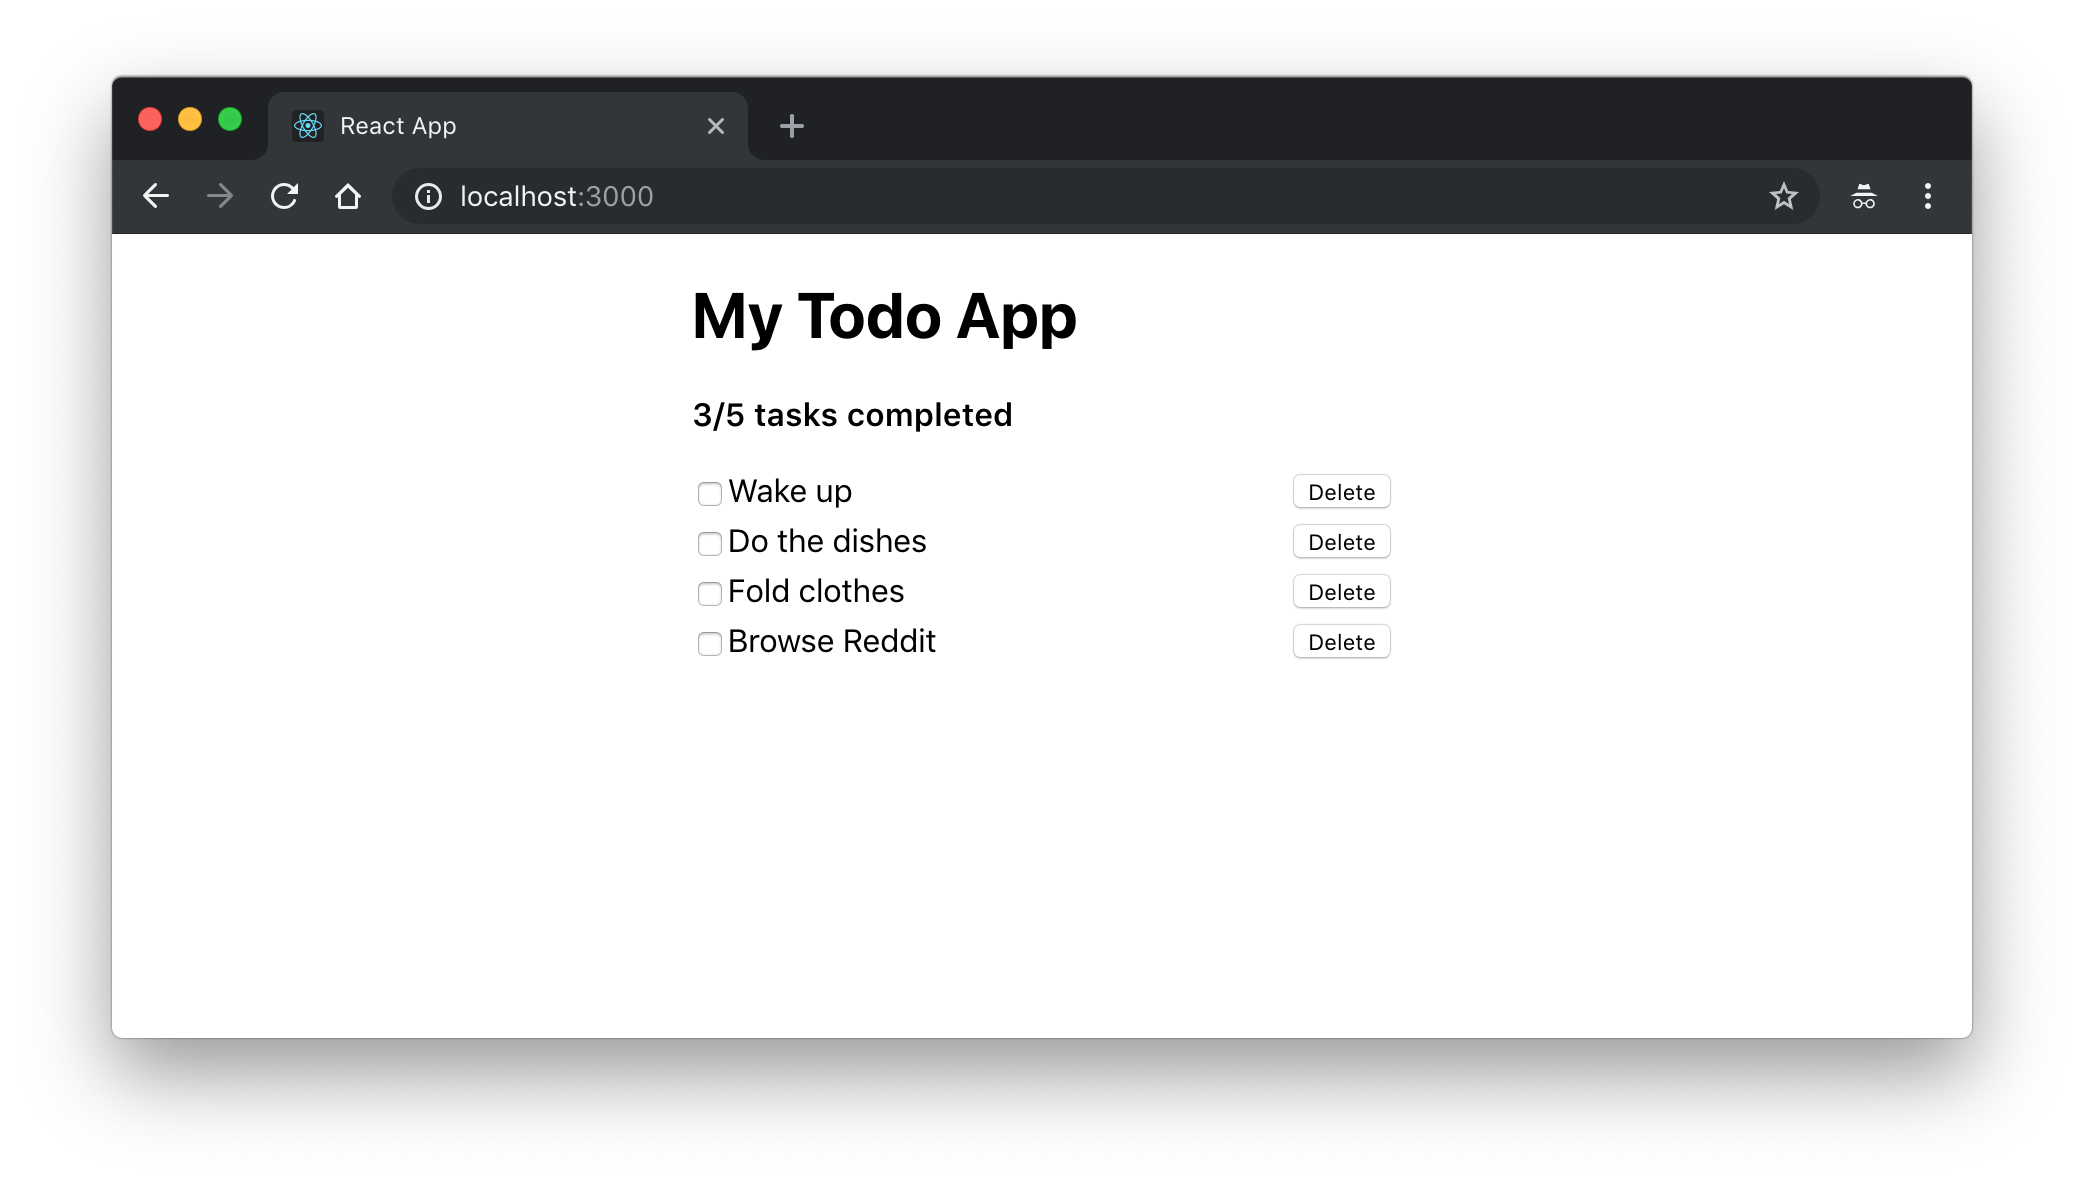 React App
localhost:3000
My Todo App
3/5 tasks completed
Wake up Delete
Do the dishes Delete
Fold clothes Delete
Browse Reddit Delete